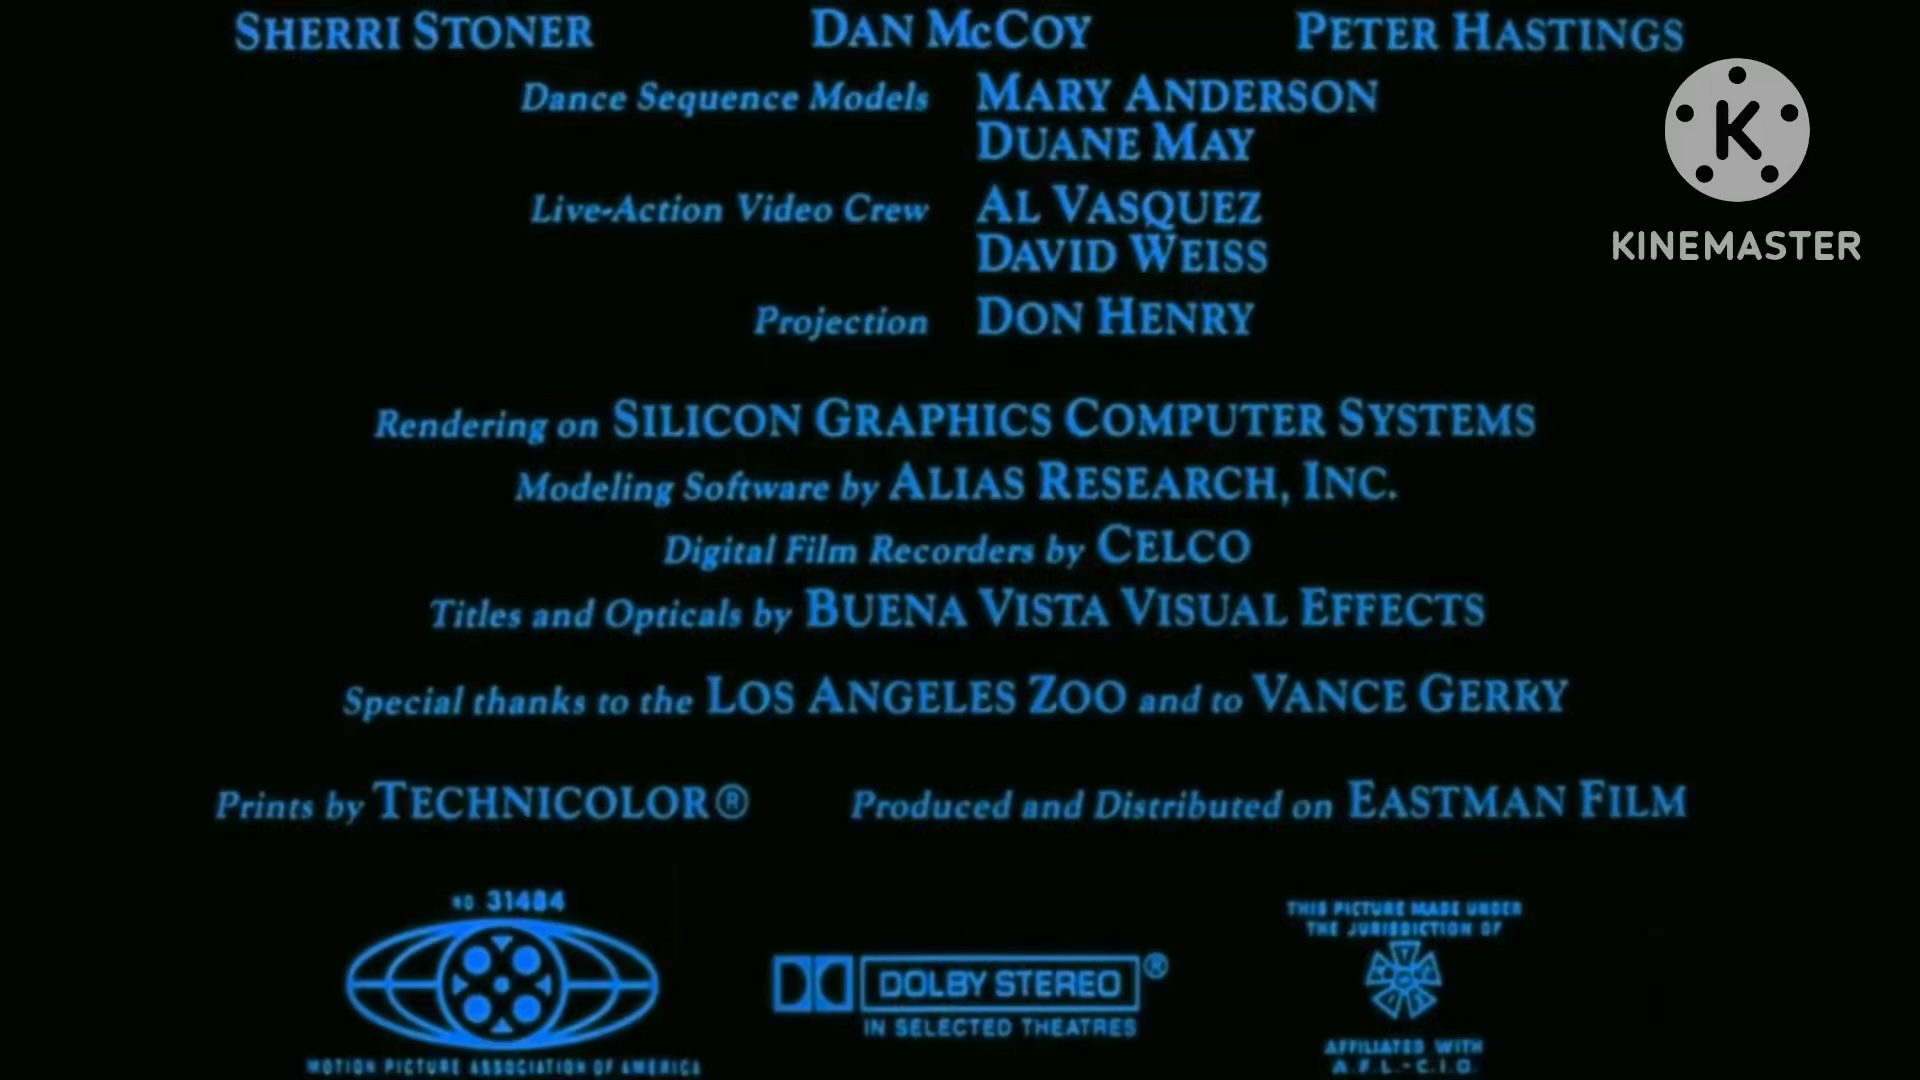 SHERRI STONER DAN MCCOY PETER HASTINGS
Dance Sequence Models MARY ANDERSON
DUANE MAY
Live-Action Video Crew AL VASQUEZ
DAVID WEISS
Projection DON HENRY
K
KINEMASTER
Rendering on SILICON GRAPHICS COMPUTER SYSTEMS
Modeling Software by ALIAS RESEARCH, INC.
Digital Film Recorders by CELCO
Titles and Opticals by BUENA VISTA VISUAL EFFECTS
Special thanks to the LOS ANGELES ZOO and to VANCE GERRY
Prints by TECHNICOLOR® Produced and Distributed on EASTMAN FILM
NO. 31484
MOTION PICTURE ASSOCIATION OF AMERICA
DOLBY STEREO ®
IN SELECTED THEATRES
THIS PICTURE MADE UNDER
THE JURISDICTION OF
AFFILIATED WITH
A.F.L.-C.I.O.